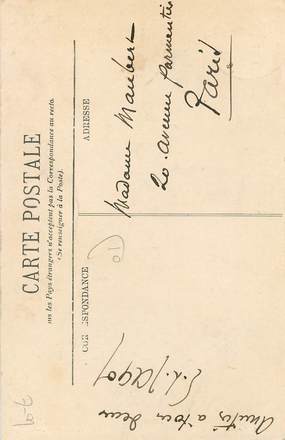 CARTE POSTALE
ous les Pays étrangers n'acceptent pas la Correspondance au recto.
(Se renseigner à la Poste).
CORRESPONDANCE
ADRESSE
Madame Maubert
20. avenue Parmentier
Paris
Amitiés à tous deux